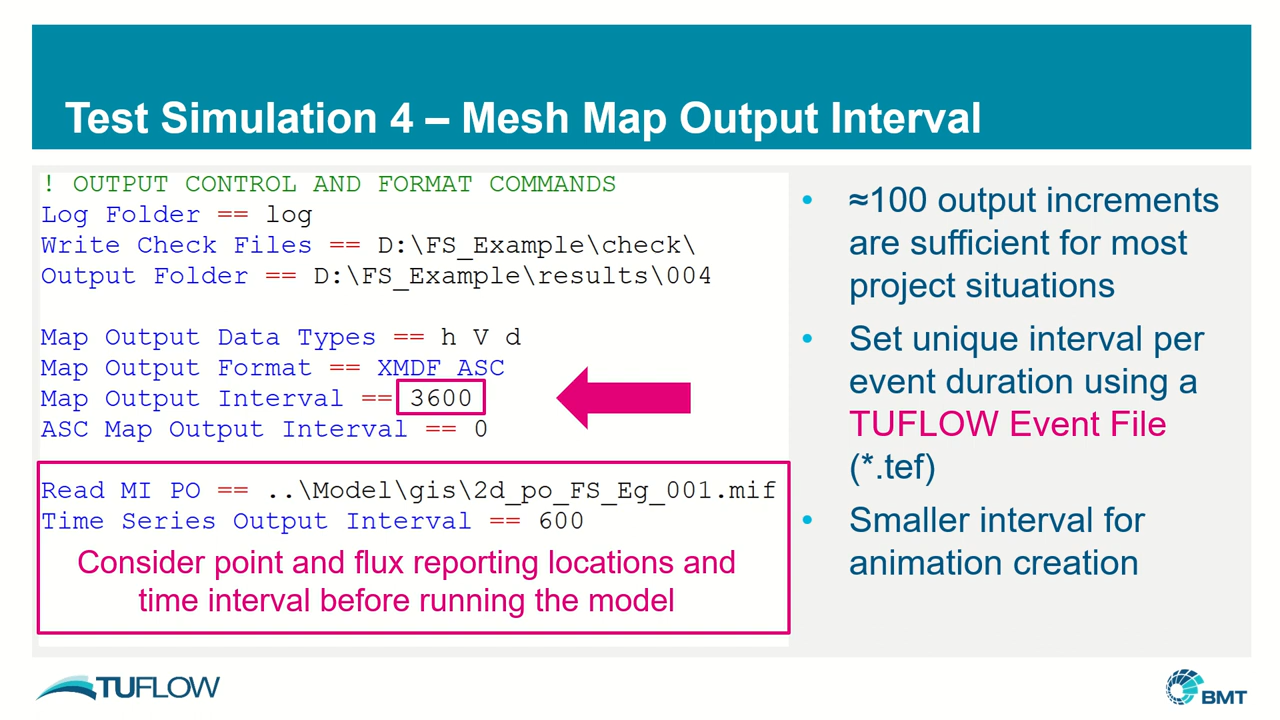 Test Simulation 4 – Mesh Map Output Interval
! OUTPUT CONTROL AND FORMAT COMMANDS
Log Folder == log
Write Check Files == D:\FS_Example\check\
Output Folder == D:\FS_Example\results\004
Map Output Data Types == h V d
Map Output Format == XMDF ASC
Map Output Interval == 3600
ASC Map Output Interval == 0
Read MI PO == ..\Model\gis\2d_po_FS_Eg_001.mif
Time Series Output Interval == 600
Consider point and flux reporting locations and
time interval before running the model
• ≈100 output increments
are sufficient for most
project situations
• Set unique interval per
event duration using a
TUFLOW Event File
(*.tef)
• Smaller interval for
animation creation
TUFLOW
BMT